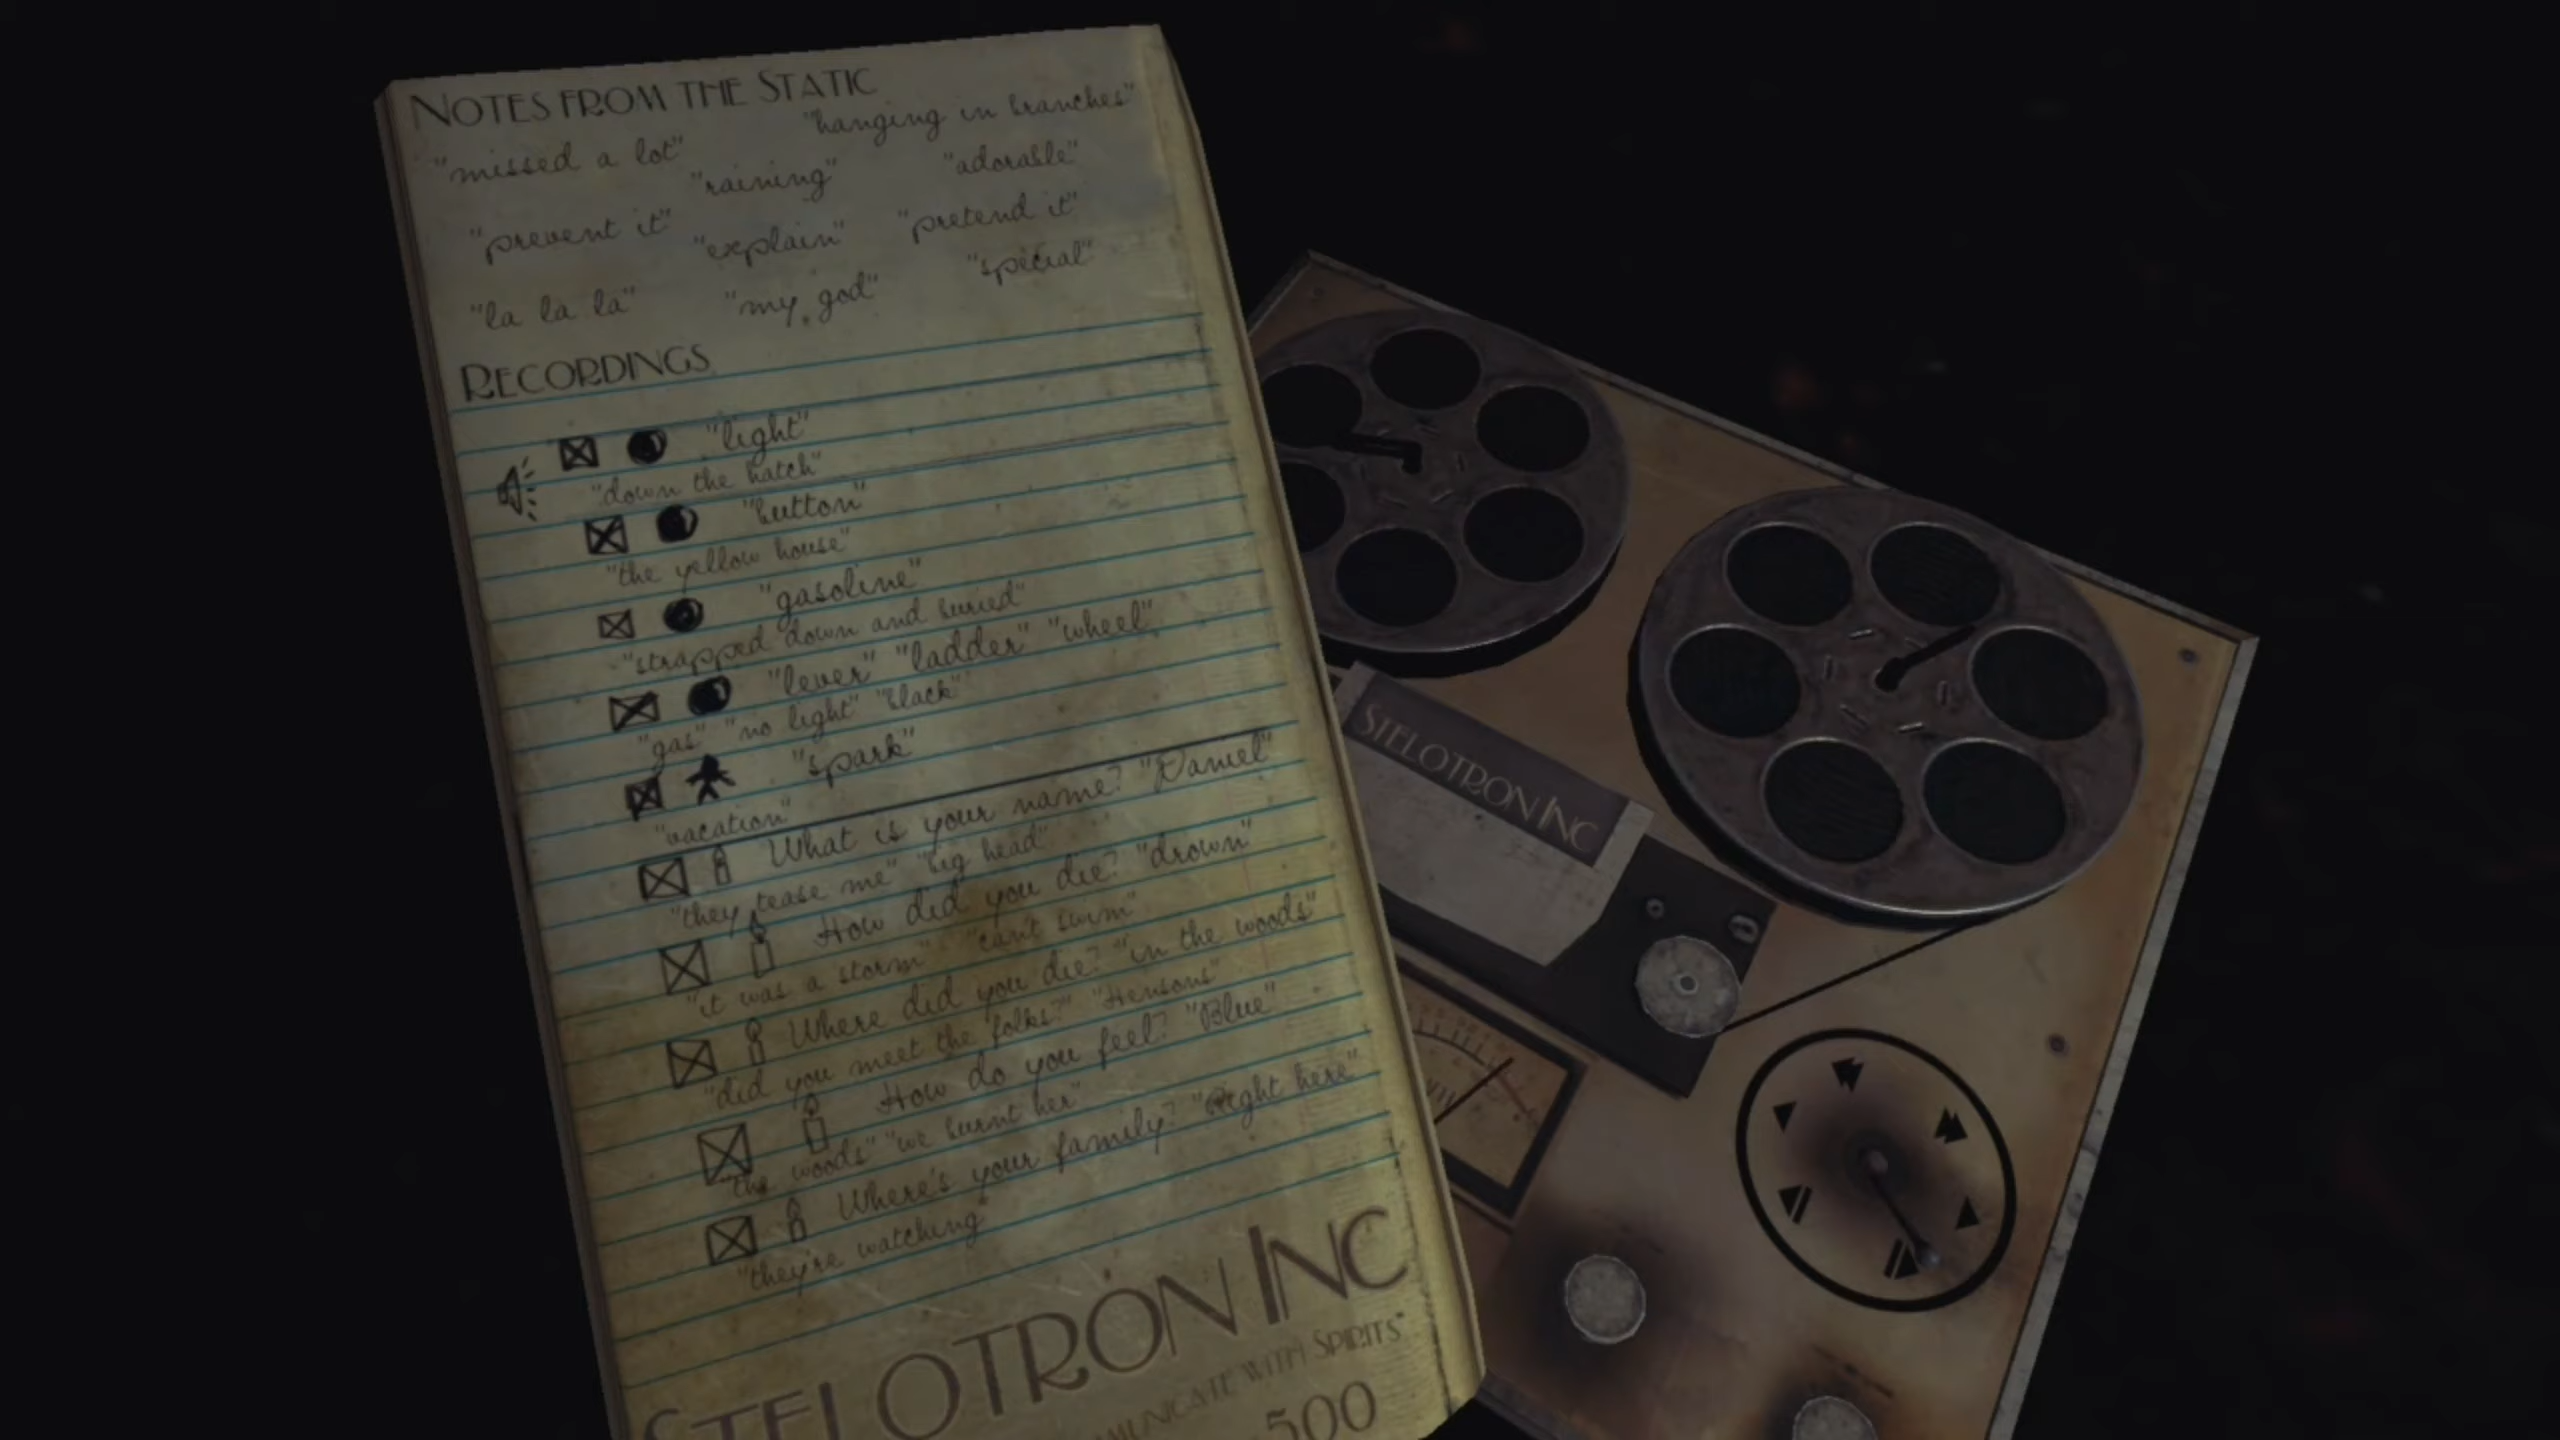 NOTES FROM THE STATIC
"hanging in branches"
"missed a lot"
"raining"
"adorable"
"prevent it"
"explain"
"pretend it"
"special"
"la la la"
"my god"
RECORDINGS
"light"
"down the hatch"
"button"
"the yellow house"
"gasoline"
"strapped down and buried"
"lever" "ladder" "wheel"
"gas" "no light" "black"
"spark"
"vacation"
What is your name? "Daniel"
"they tease me" "big head"
How did you die? "drown"
"it was a storm" "can't swim"
Where did you die? "in the woods"
"did you meet the folks?" "Hensons"
How do you feel? "Blue"
"the woods" "we burnt her"
Where's your family? "Right here"
"they're watching"
STELOTRON INC
WITH SPIRITS"
500
STELOTRON INC